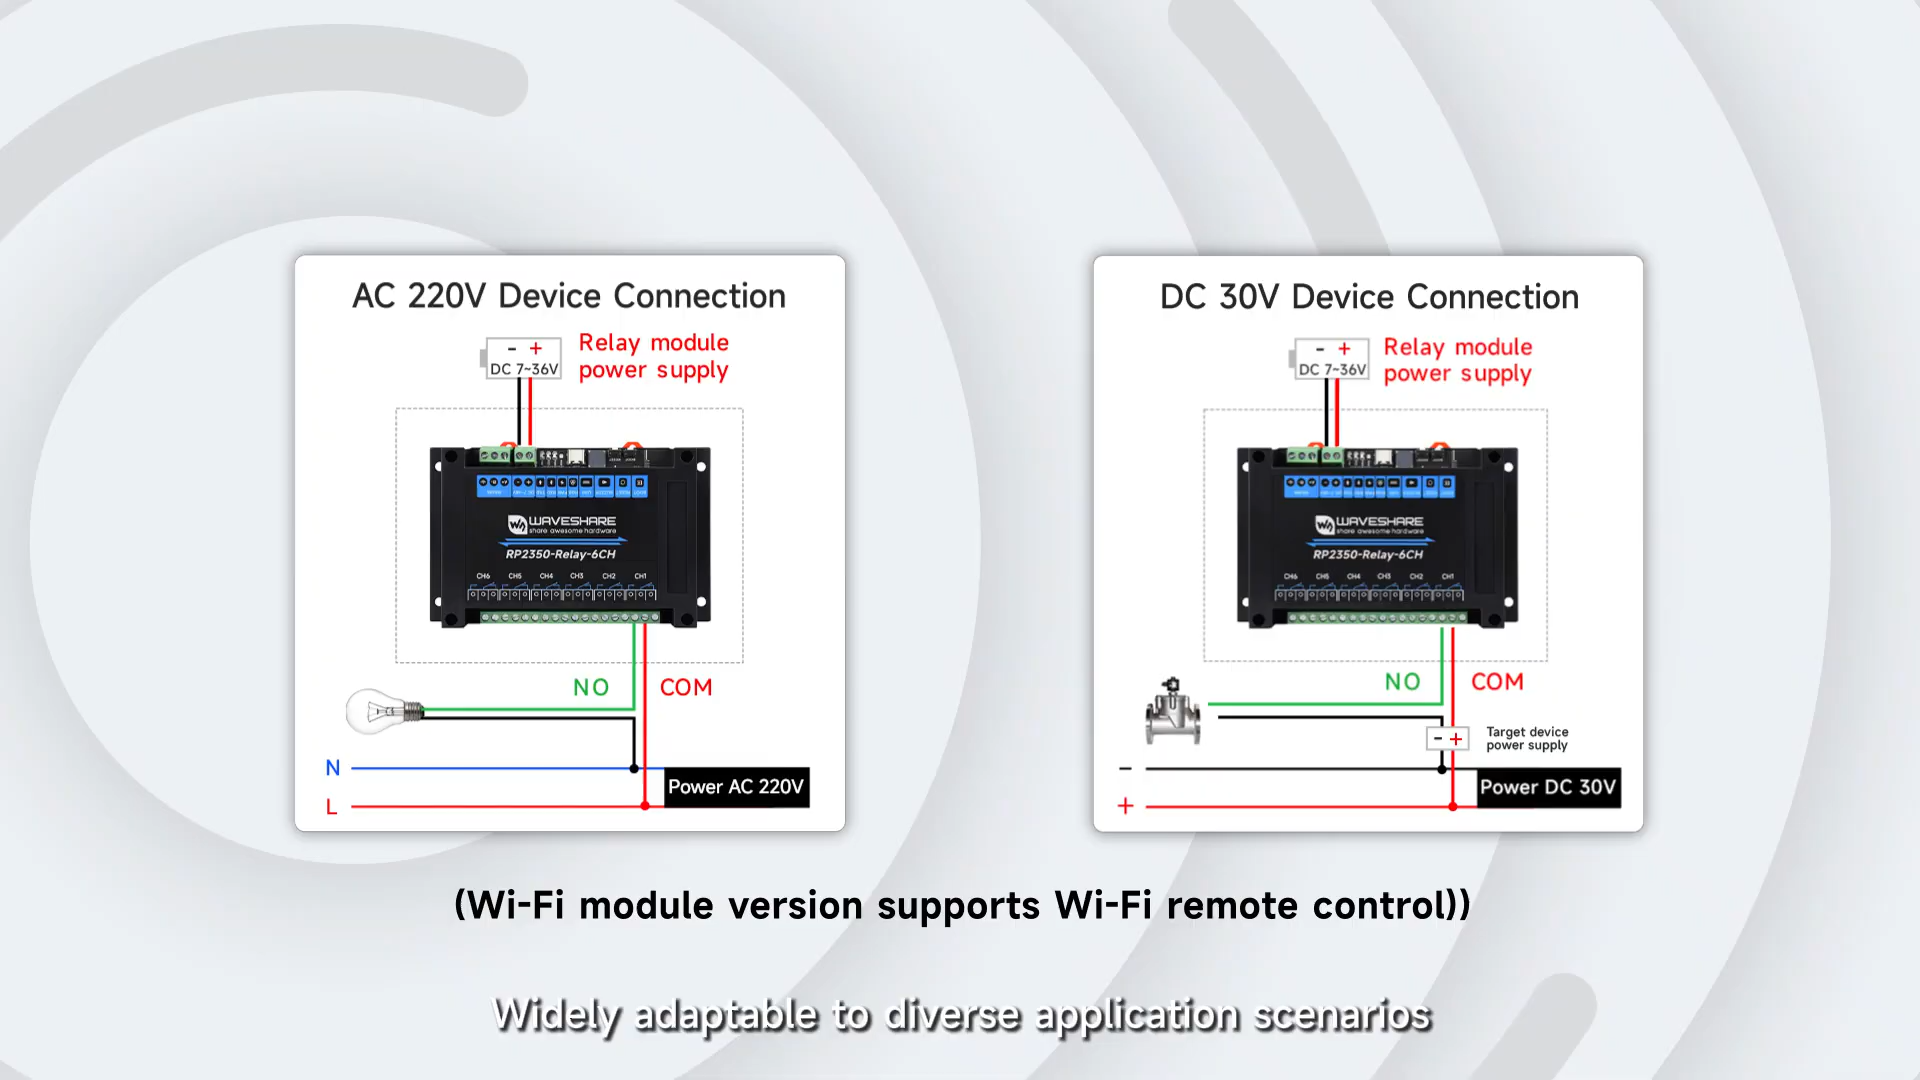 AC 220V Device Connection
- +
DC 7~36V
Relay module
power supply
WAVESHARE
share awesome hardware
RP2350-Relay-6CH
CH6 CH5 CH4 CH3 CH2 CH1
NO COM
N
L
Power AC 220V
DC 30V Device Connection
- +
DC 7~36V
Relay module
power supply
WAVESHARE
share awesome hardware
RP2350-Relay-6CH
CH6 CH5 CH4 CH3 CH2 CH1
NO COM
- +
Target device
power supply
-
+
Power DC 30V
(Wi-Fi module version supports Wi-Fi remote control))
Widely adaptable to diverse application scenarios